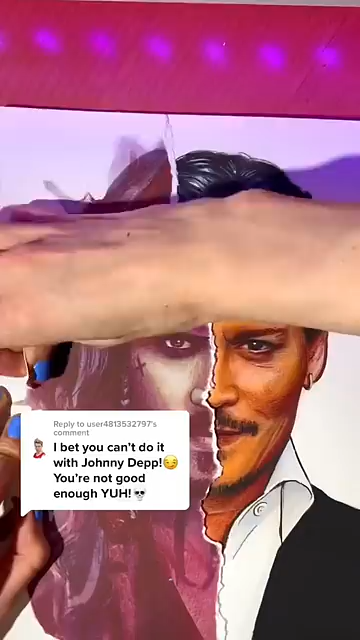 Reply to user4813532797's
comment
I bet you can't do it
with Johnny Depp!😏
You're not good
enough YUH!💀